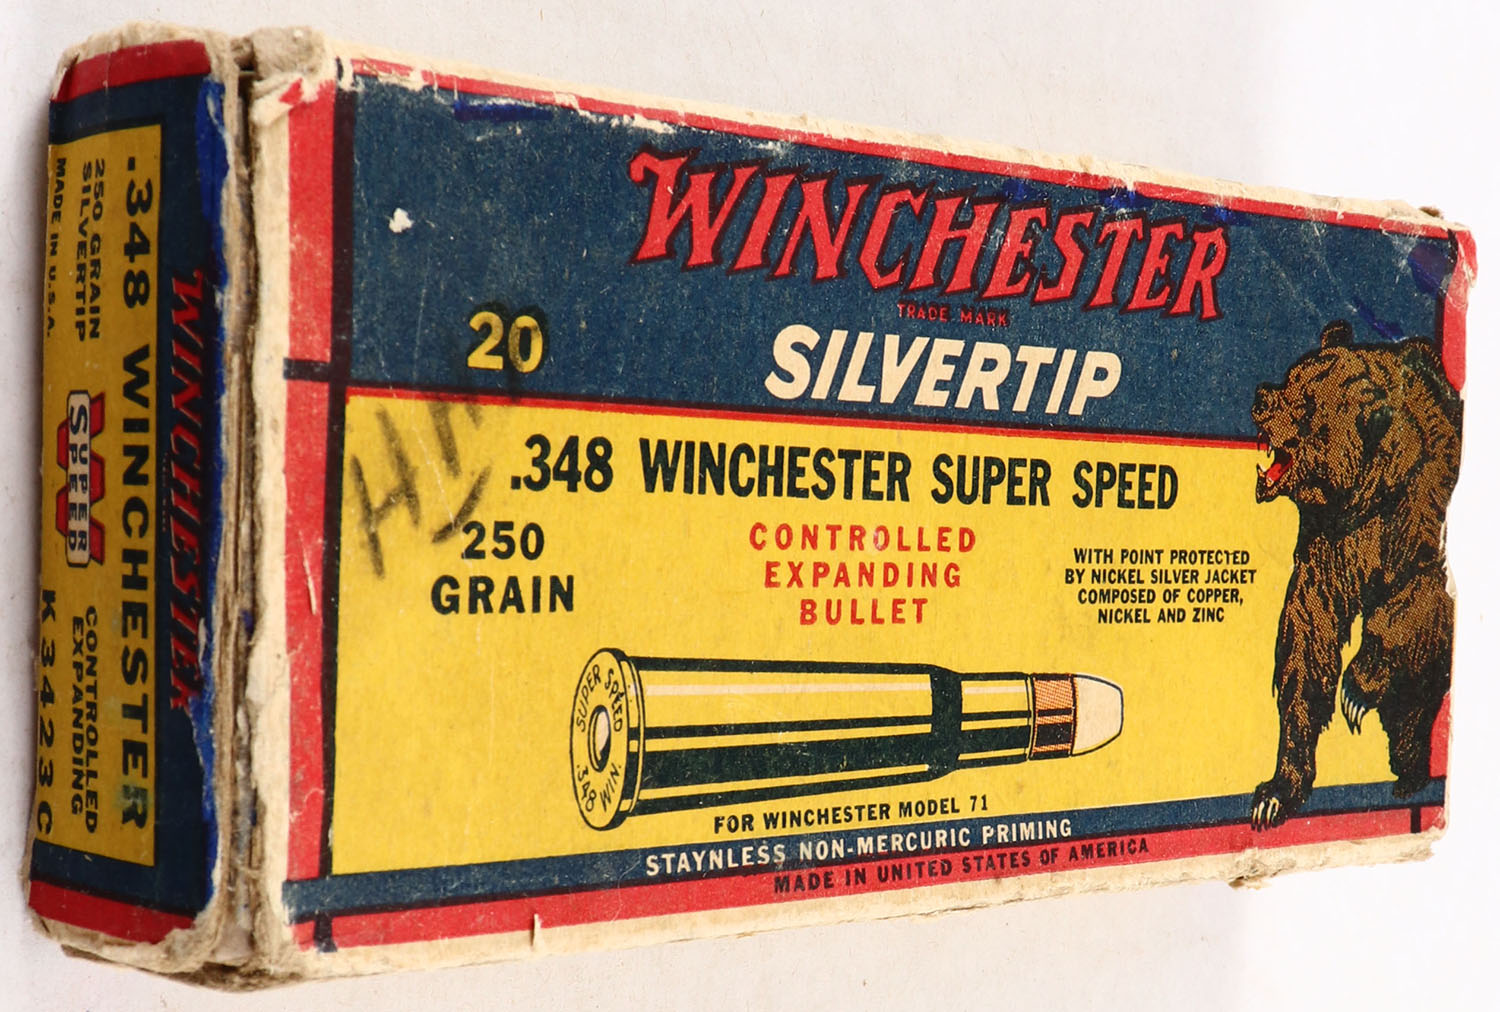 WINCHESTER
TRADE MARK
SILVERTIP
20
.348 WINCHESTER SUPER SPEED
250
GRAIN
CONTROLLED
EXPANDING
BULLET
WITH POINT PROTECTED
BY NICKEL SILVER JACKET
COMPOSED OF COPPER,
NICKEL AND ZINC
SUPER SPEED
.348 WIN.
FOR WINCHESTER MODEL 71
STAYNLESS NON-MERCURIC PRIMING
MADE IN UNITED STATES OF AMERICA
WINCHESTER
.348 WINCHESTER
250 GRAIN
SILVERTIP
MADE IN U.S.A.
W
SUPER
SPEED
CONTROLLED
EXPANDING
K3423C